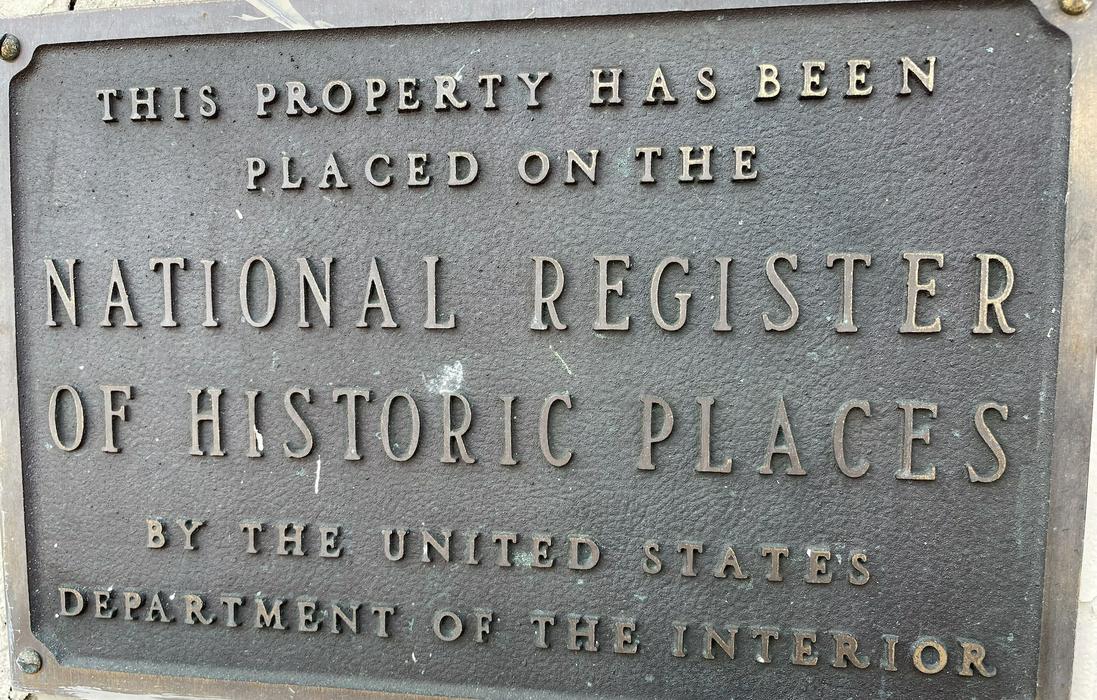 THIS PROPERTY HAS BEEN
PLACED ON THE
NATIONAL REGISTER
OF HISTORIC PLACES
BY THE UNITED STATES
DEPARTMENT OF THE INTERIOR